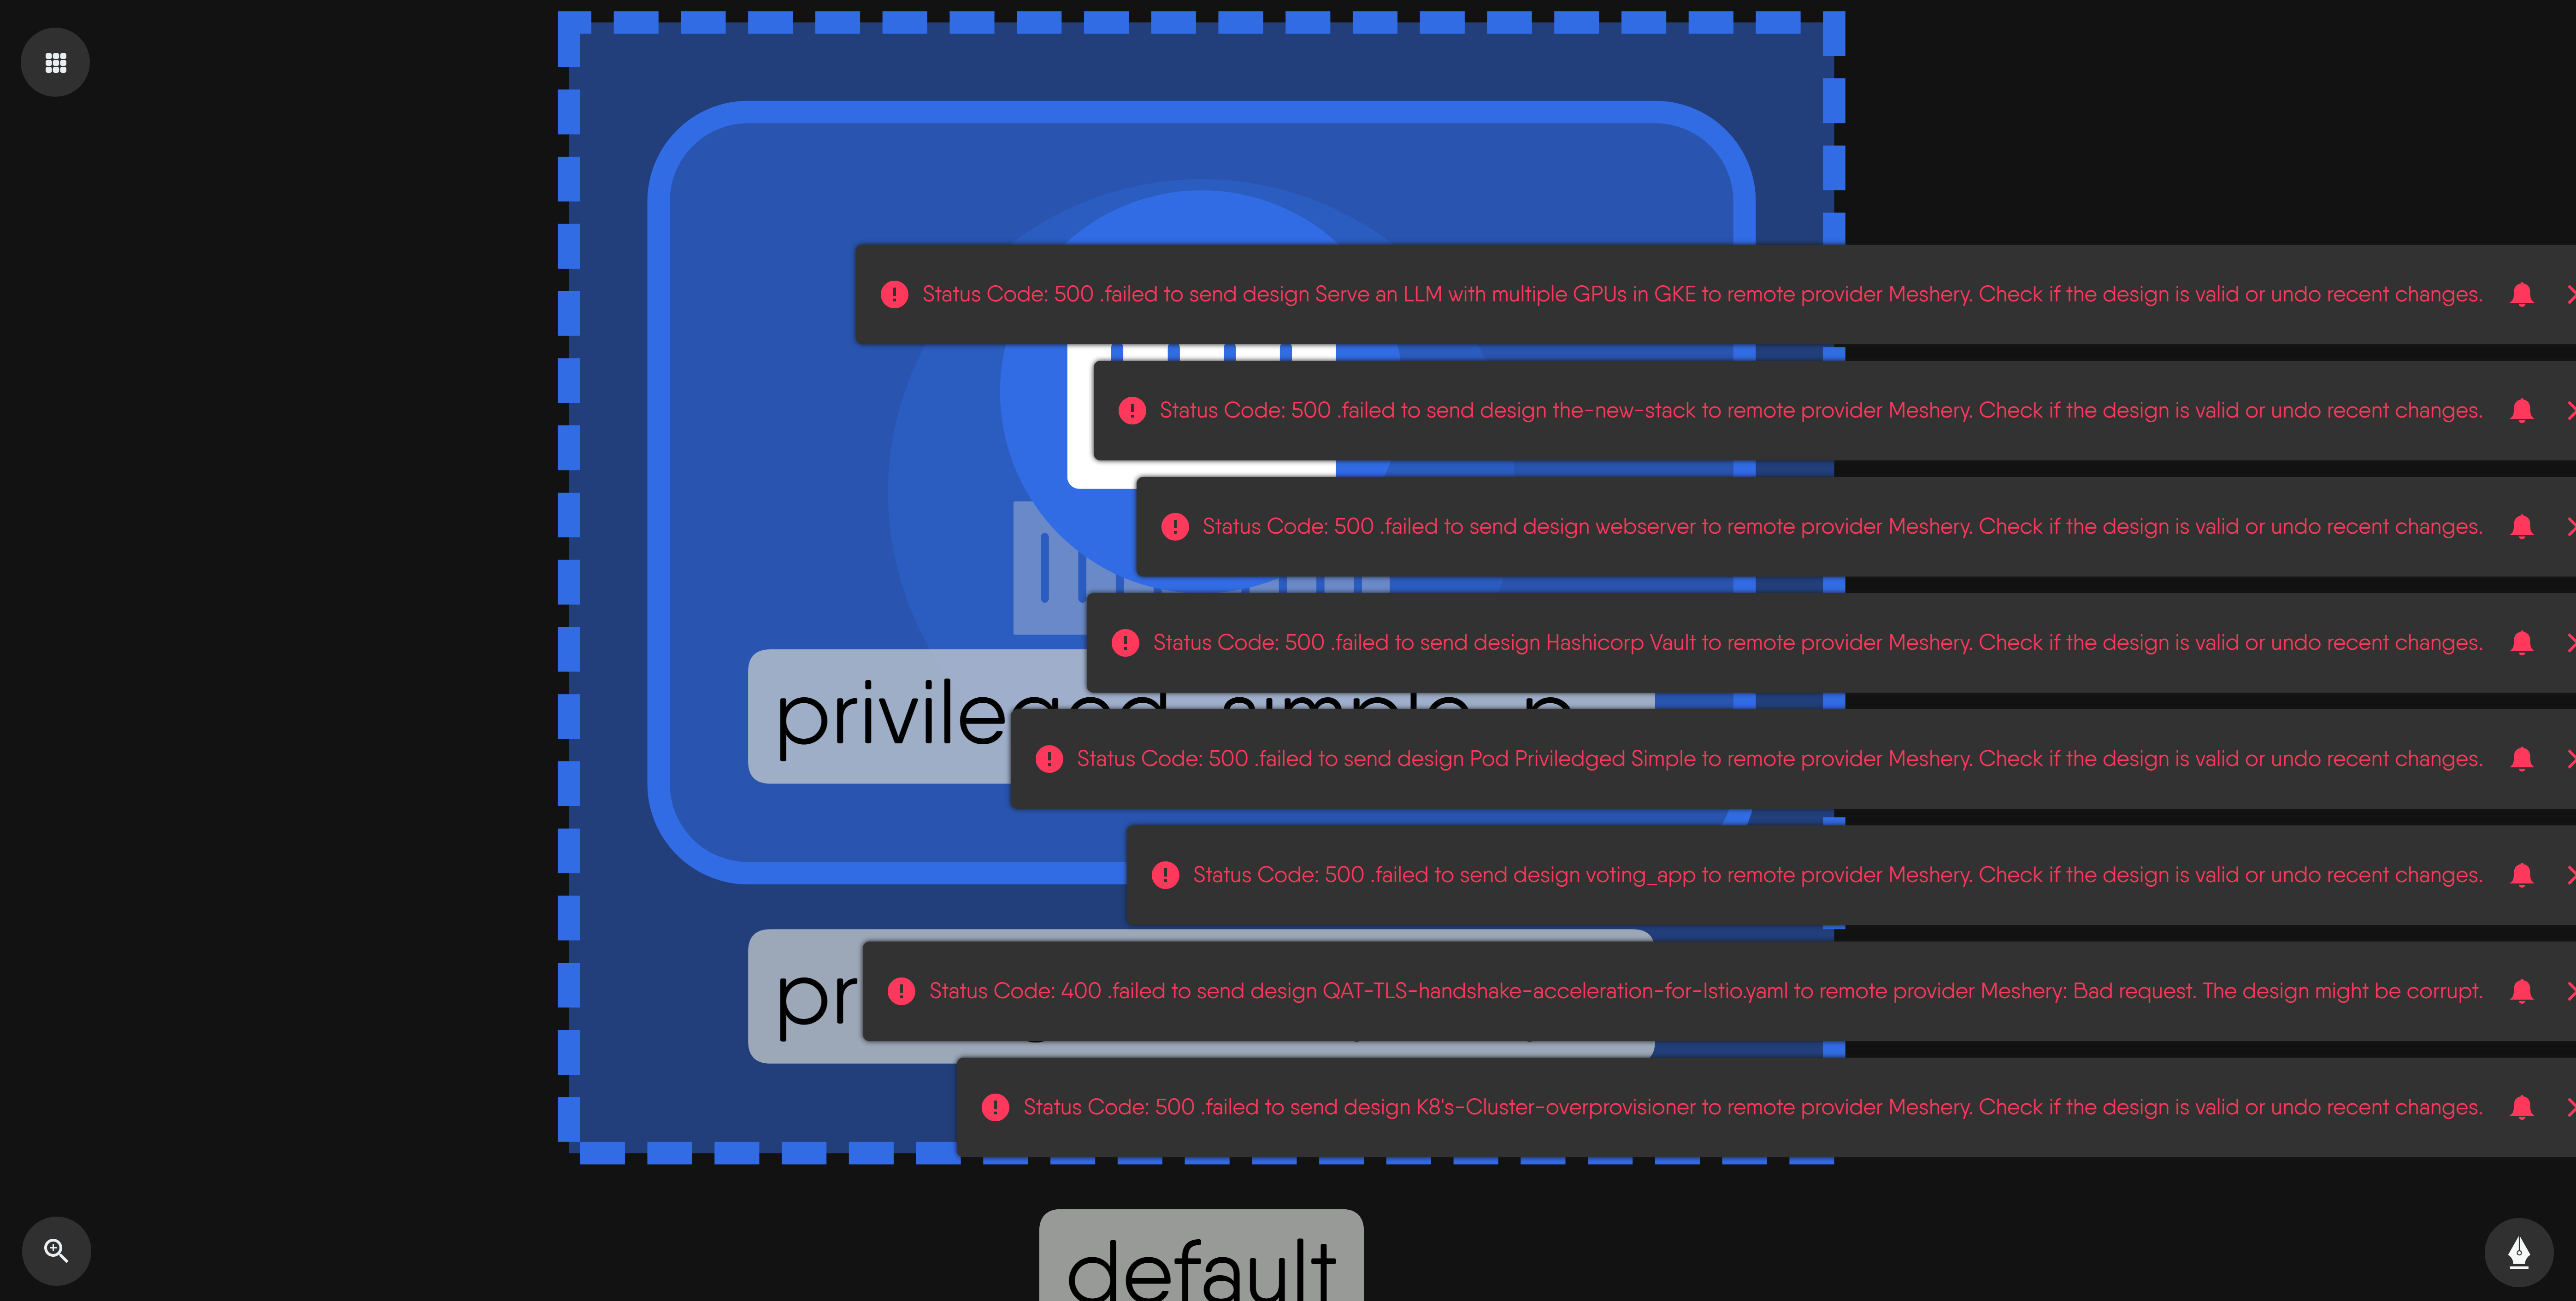 Status Code: 500 .failed to send design Serve an LLM with multiple GPUs in GKE to remote provider Meshery. Check if the design is valid or undo recent changes.
Status Code: 500 .failed to send design the-new-stack to remote provider Meshery. Check if the design is valid or undo recent changes.
Status Code: 500 .failed to send design webserver to remote provider Meshery. Check if the design is valid or undo recent changes.
Status Code: 500 .failed to send design Hashicorp Vault to remote provider Meshery. Check if the design is valid or undo recent changes.
Status Code: 500 .failed to send design Pod Priviledged Simple to remote provider Meshery. Check if the design is valid or undo recent changes.
Status Code: 500 .failed to send design voting_app to remote provider Meshery. Check if the design is valid or undo recent changes.
Status Code: 400 .failed to send design QAT-TLS-handshake-acceleration-for-Istio.yaml to remote provider Meshery: Bad request. The design might be corrupt.
Status Code: 500 .failed to send design K8's-Cluster-overprovisioner to remote provider Meshery. Check if the design is valid or undo recent changes.
default